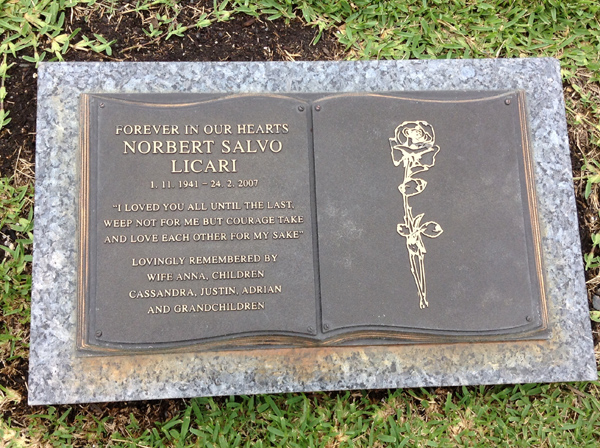 FOREVER IN OUR HEARTS
NORBERT SALVO
LICARI
1. 11. 1941 – 24. 2. 2007
"I LOVED YOU ALL UNTIL THE LAST,
WEEP NOT FOR ME BUT COURAGE TAKE
AND LOVE EACH OTHER FOR MY SAKE"
LOVINGLY REMEMBERED BY
WIFE ANNA, CHILDREN
CASSANDRA, JUSTIN, ADRIAN
AND GRANDCHILDREN